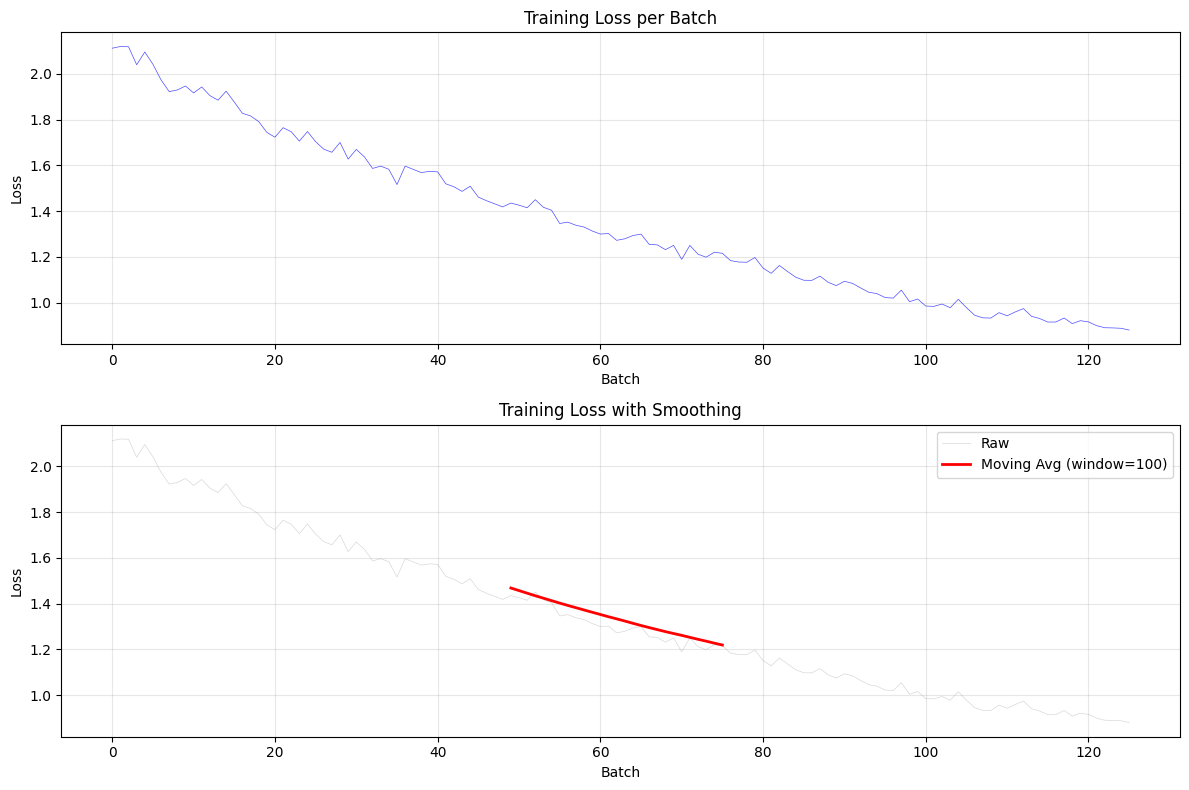 Training Loss per Batch
2.0
1.8
1.6
1.4
1.2
1.0
Loss
0 20 40 60 80 100 120
Batch
Training Loss with Smoothing
Raw
Moving Avg (window=100)
2.0
1.8
1.6
1.4
1.2
1.0
Loss
0 20 40 60 80 100 120
Batch